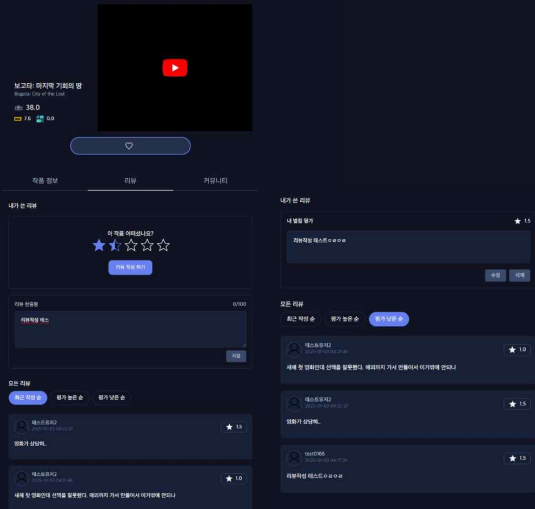 보고타: 마지막 기회의 땅
Bogota: City of the Lost
38.0
7.6 0.0
작품 정보 리뷰 커뮤니티
내가 쓴 리뷰
이 작품 어떠셨나요?
리뷰 작성 하기
리뷰 한줄평 0/100
리뷰작성 테스
저장
모든 리뷰
최근 작성 순 평가 높은 순 평가 낮은 순
테스트유저2
1.5
영화가 상당히..
테스트유저2
1.0
새해 첫 영화인데 선택을 잘못했다. 해외까지 가서 만들어서 이거밖에 안되나
내가 쓴 리뷰
내 별점 평가 1.5
리뷰작성 테스트ㅇㄹㅇㄹ
수정 삭제
모든 리뷰
최근 작성 순 평가 높은 순 평가 낮은 순
테스트유저2
1.0
새해 첫 영화인데 선택을 잘못했다. 해외까지 가서 만들어서 이거밖에 안되나
테스트유저2
1.5
영화가 상당히..
test0166
1.5
리뷰작성 테스트ㅇㄹㅇㄹ